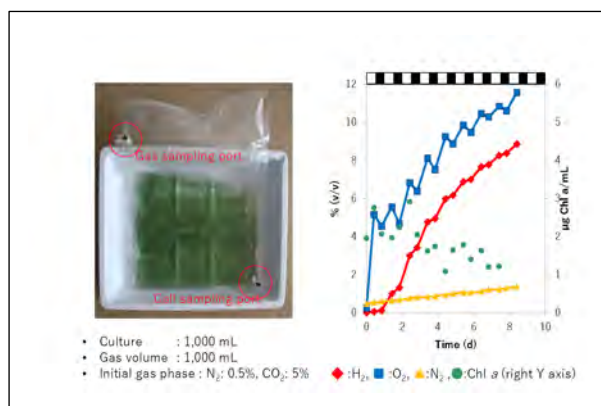 Gas sampling port
Cell sampling port
12
10
8
6
4
2
0
% (v/v)
6
5
4
3
2
1
0
µg Chl a/mL
0 2 4 6 8 10
Time (d)
• Culture : 1,000 mL
• Gas volume : 1,000 mL
• Initial gas phase : N₂: 0.5%, CO₂: 5%
:H₂, :O₂, :N₂, :Chl a (right Y axis)